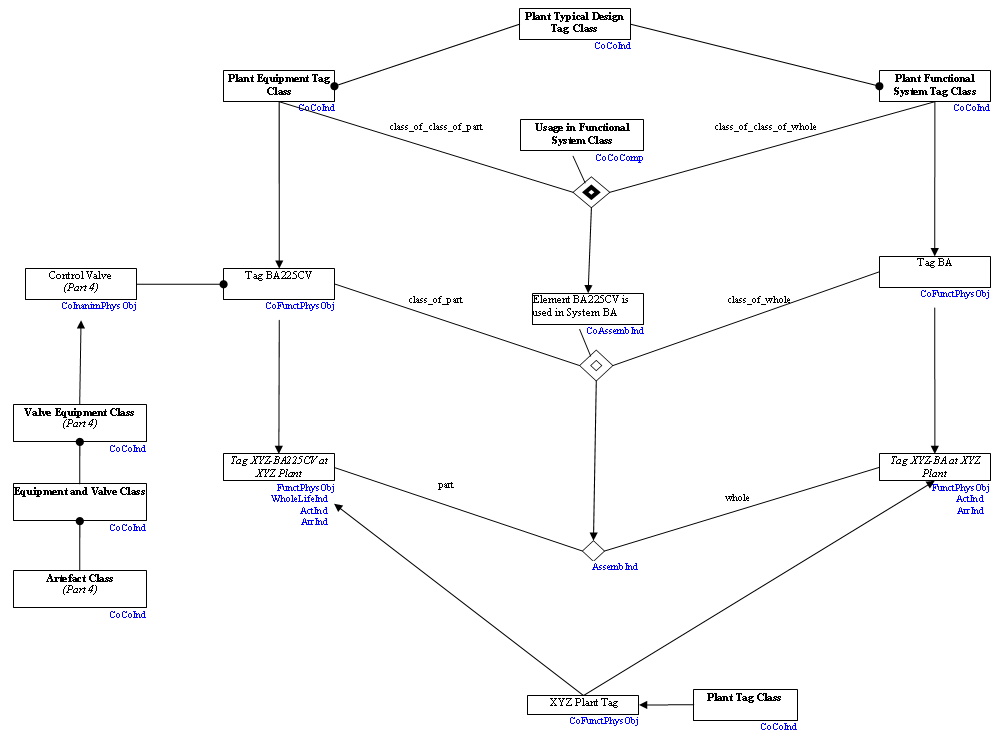 Plant Typical Design
Tag Class
CoCoInd
Plant Equipment Tag
Class
CoCoInd
Plant Functional
System Tag Class
CoCoInd
class_of_class_of_part
Usage in Functional
System Class
CoCoComp
class_of_class_of_whole
Control Valve
(Part 4)
CoInanimPhysObj
Tag BA225CV
CoFunctPhysObj
Tag BA
CoFunctPhysObj
class_of_part
Element BA225CV is
used in System BA
CoAssembInd
class_of_whole
Valve Equipment Class
(Part 4)
CoCoInd
Equipment and Valve Class
CoCoInd
Artefact Class
(Part 4)
CoCoInd
Tag XYZ-BA225CV at
XYZ Plant
FunctPhysObj
WholeLifeInd
ActInd
ArrInd
part
whole
AssembInd
Tag XYZ-BA at XYZ
Plant
FunctPhysObj
ActInd
ArrInd
XYZ Plant Tag
CoFunctPhysObj
Plant Tag Class
CoCoInd